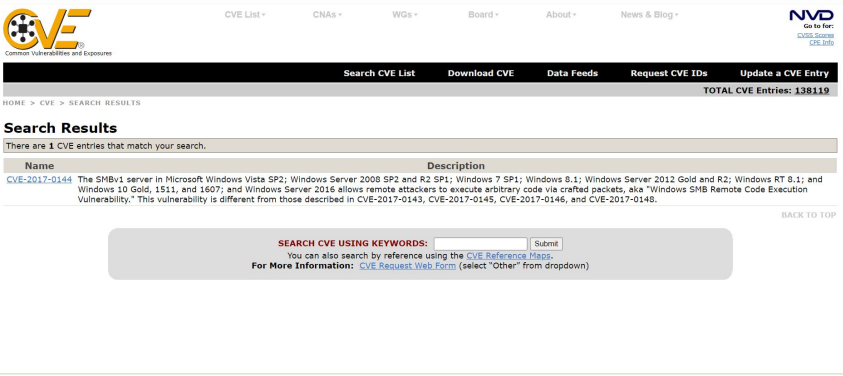 CVE List▾ CNAs▾ WGs▾ Board▾ About▾ News & Blog▾
CVE®
Common Vulnerabilities and Exposures
NVD
Go to for:
CVSS Scores
CPE Info
Search CVE List Download CVE Data Feeds Request CVE IDs Update a CVE Entry
TOTAL CVE Entries: 138119
HOME > CVE > SEARCH RESULTS
Search Results
There are 1 CVE entries that match your search.
Name Description
CVE-2017-0144 The SMBv1 server in Microsoft Windows Vista SP2; Windows Server 2008 SP2 and R2 SP1; Windows 7 SP1; Windows 8.1; Windows Server 2012 Gold and R2; Windows RT 8.1; and
Windows 10 Gold, 1511, and 1607; and Windows Server 2016 allows remote attackers to execute arbitrary code via crafted packets, aka "Windows SMB Remote Code Execution
Vulnerability." This vulnerability is different from those described in CVE-2017-0143, CVE-2017-0145, CVE-2017-0146, and CVE-2017-0148.
BACK TO TOP
SEARCH CVE USING KEYWORDS: Submit
You can also search by reference using the CVE Reference Maps.
For More Information: CVE Request Web Form (select "Other" from dropdown)